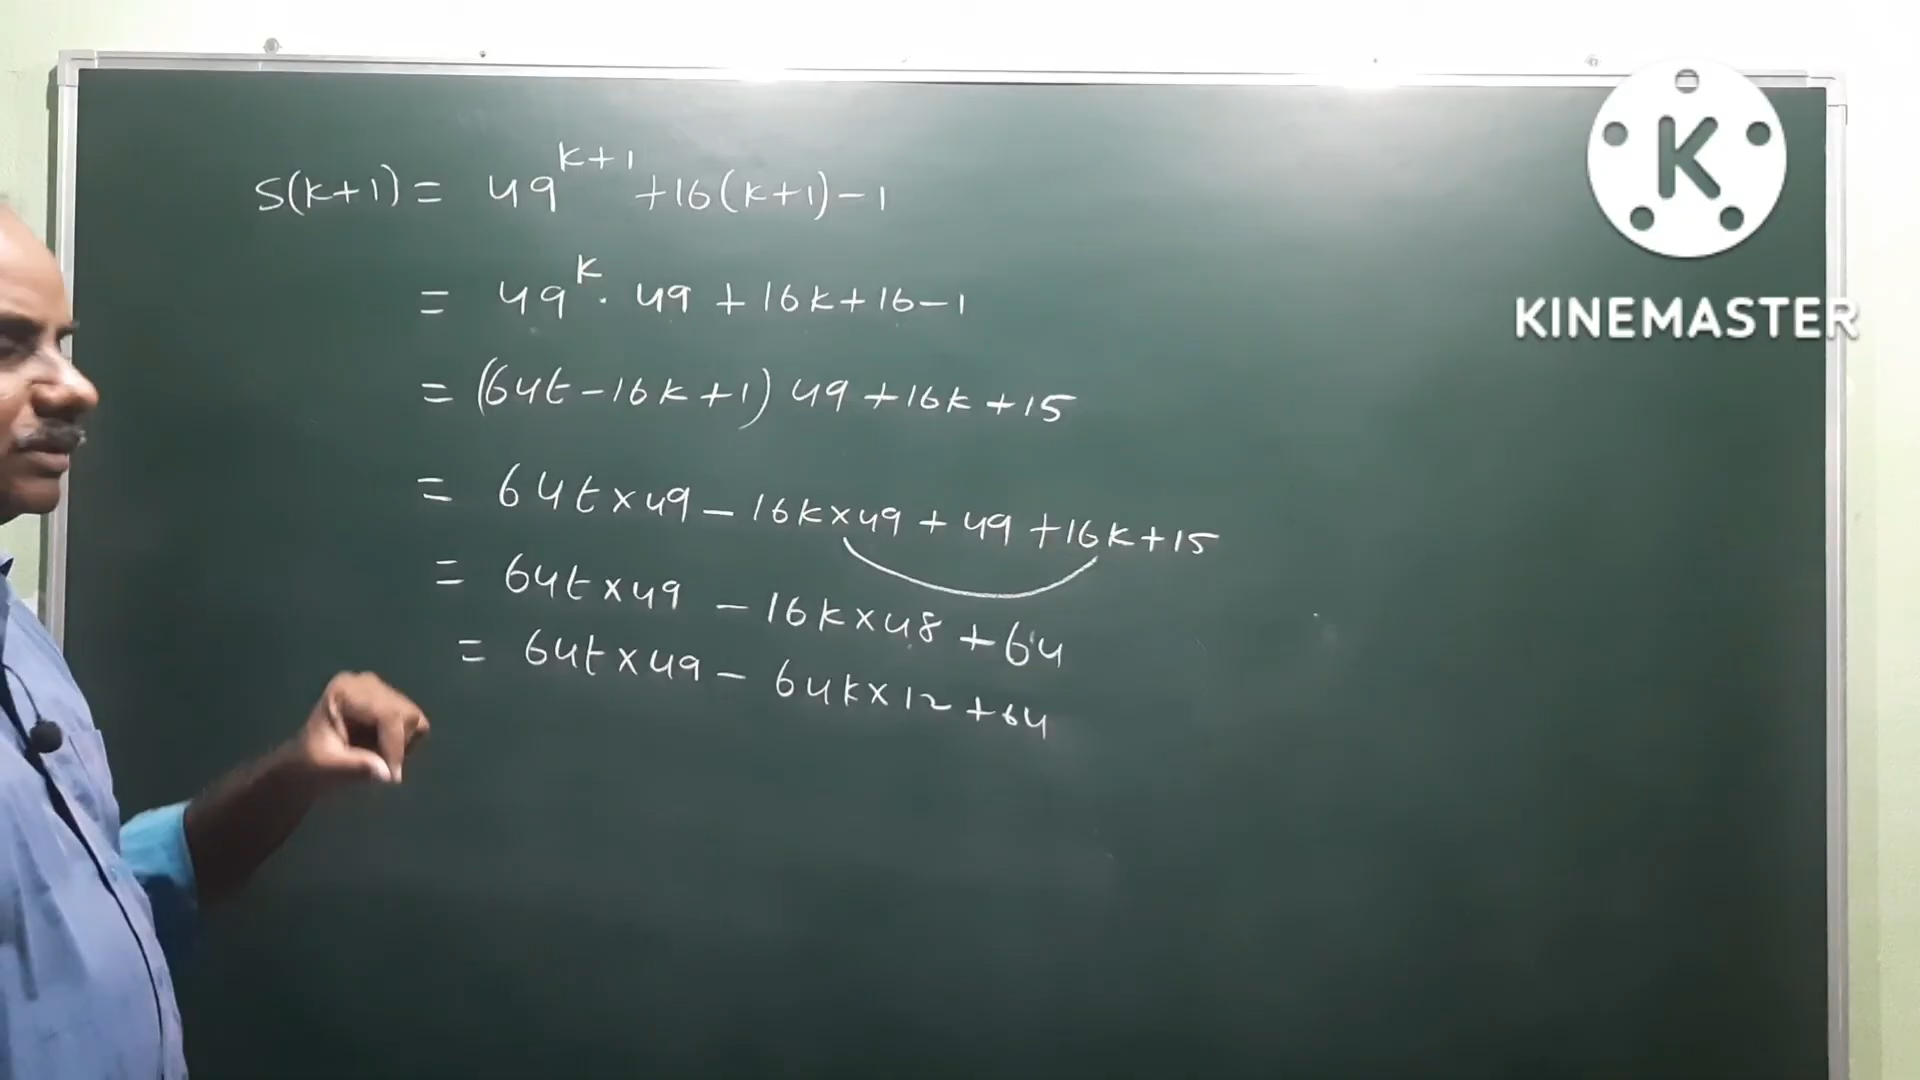 S(k+1) = 49^{k+1} +16(k+1)-1
= 49^k . 49 + 16k+16-1
= (64t-16k+1) 49 +16k +15
= 64t×49 - 16k×49 + 49 +16k+15
= 64t×49 - 16k×48 +64
= 64t×49 - 64k×12 +64
K
KINEMASTER